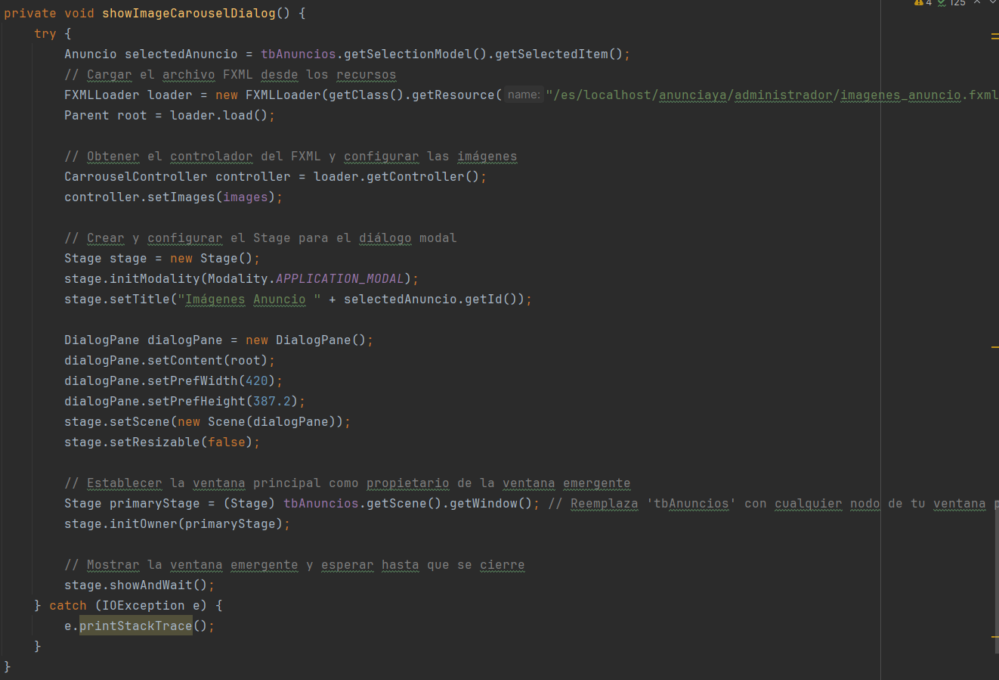 private void showImageCarouselDialog() {
4 125
try {
Anuncio selectedAnuncio = tbAnuncios.getSelectionModel().getSelectedItem();
// Cargar el archivo FXML desde los recursos
FXMLLoader loader = new FXMLLoader(getClass().getResource( name: "/es/localhost/anunciaya/administrador/imagenes_anuncio.fxml
Parent root = loader.load();
// Obtener el controlador del FXML y configurar las imágenes
CarrouselController controller = loader.getController();
controller.setImages(images);
// Crear y configurar el Stage para el diálogo modal
Stage stage = new Stage();
stage.initModality(Modality.APPLICATION_MODAL);
stage.setTitle("Imágenes Anuncio " + selectedAnuncio.getId());
DialogPane dialogPane = new DialogPane();
dialogPane.setContent(root);
dialogPane.setPrefWidth(420);
dialogPane.setPrefHeight(387.2);
stage.setScene(new Scene(dialogPane));
stage.setResizable(false);
// Establecer la ventana principal como propietario de la ventana emergente
Stage primaryStage = (Stage) tbAnuncios.getScene().getWindow(); // Reemplaza 'tbAnuncios' con cualquier nodo de tu ventana
stage.initOwner(primaryStage);
// Mostrar la ventana emergente y esperar hasta que se cierre
stage.showAndWait();
} catch (IOException e) {
e.printStackTrace();
}
}